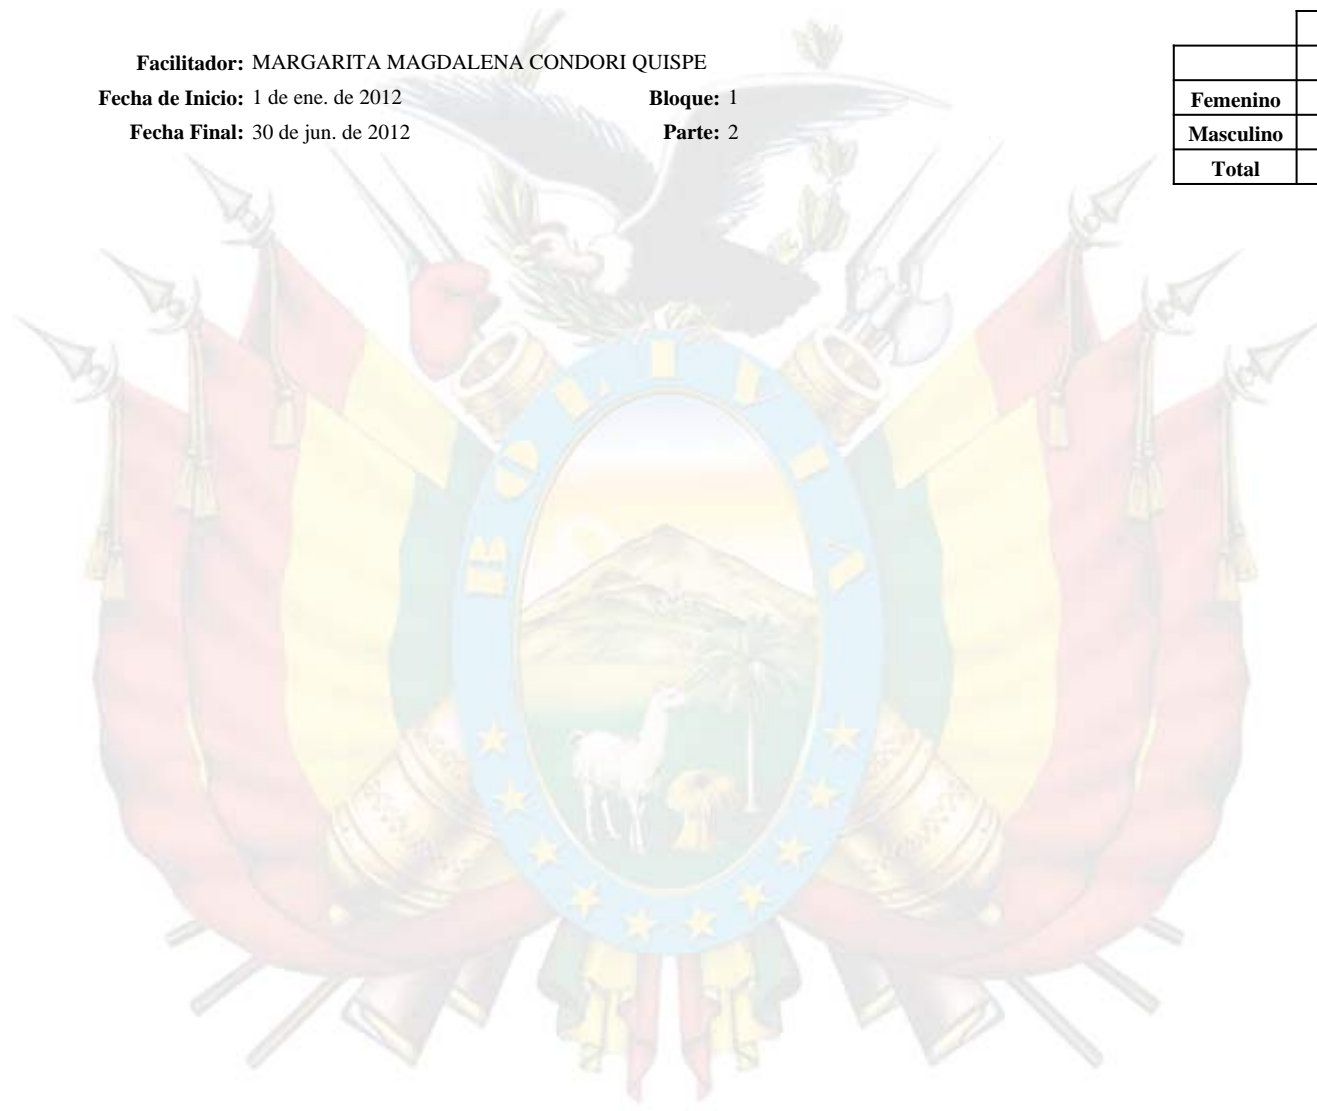 Facilitador: MARGARITA MAGDALENA CONDORI QUISPE
Fecha de Inicio: 1 de ene. de 2012 Bloque: 1
Fecha Final: 30 de jun. de 2012 Parte: 2
Femenino
Masculino
Total
BOLIVIA